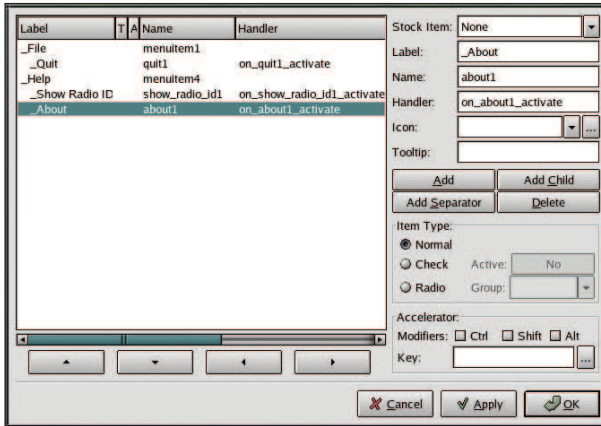 Label T A Name Handler
_File menuitem1
_Quit quit1 on_quit1_activate
_Help menuitem4
_Show Radio ID show_radio_id1 on_show_radio_id1_activate
_About about1 on_about1_activate
Stock Item: None
Label: _About
Name: about1
Handler: on_about1_activate
Icon: ...
Tooltip:
Add Add Child
Add Separator Delete
Item Type:
Normal
Check Active: No
Radio Group:
Accelerator:
Modifiers: Ctrl Shift Alt
Key: ...
Cancel Apply OK